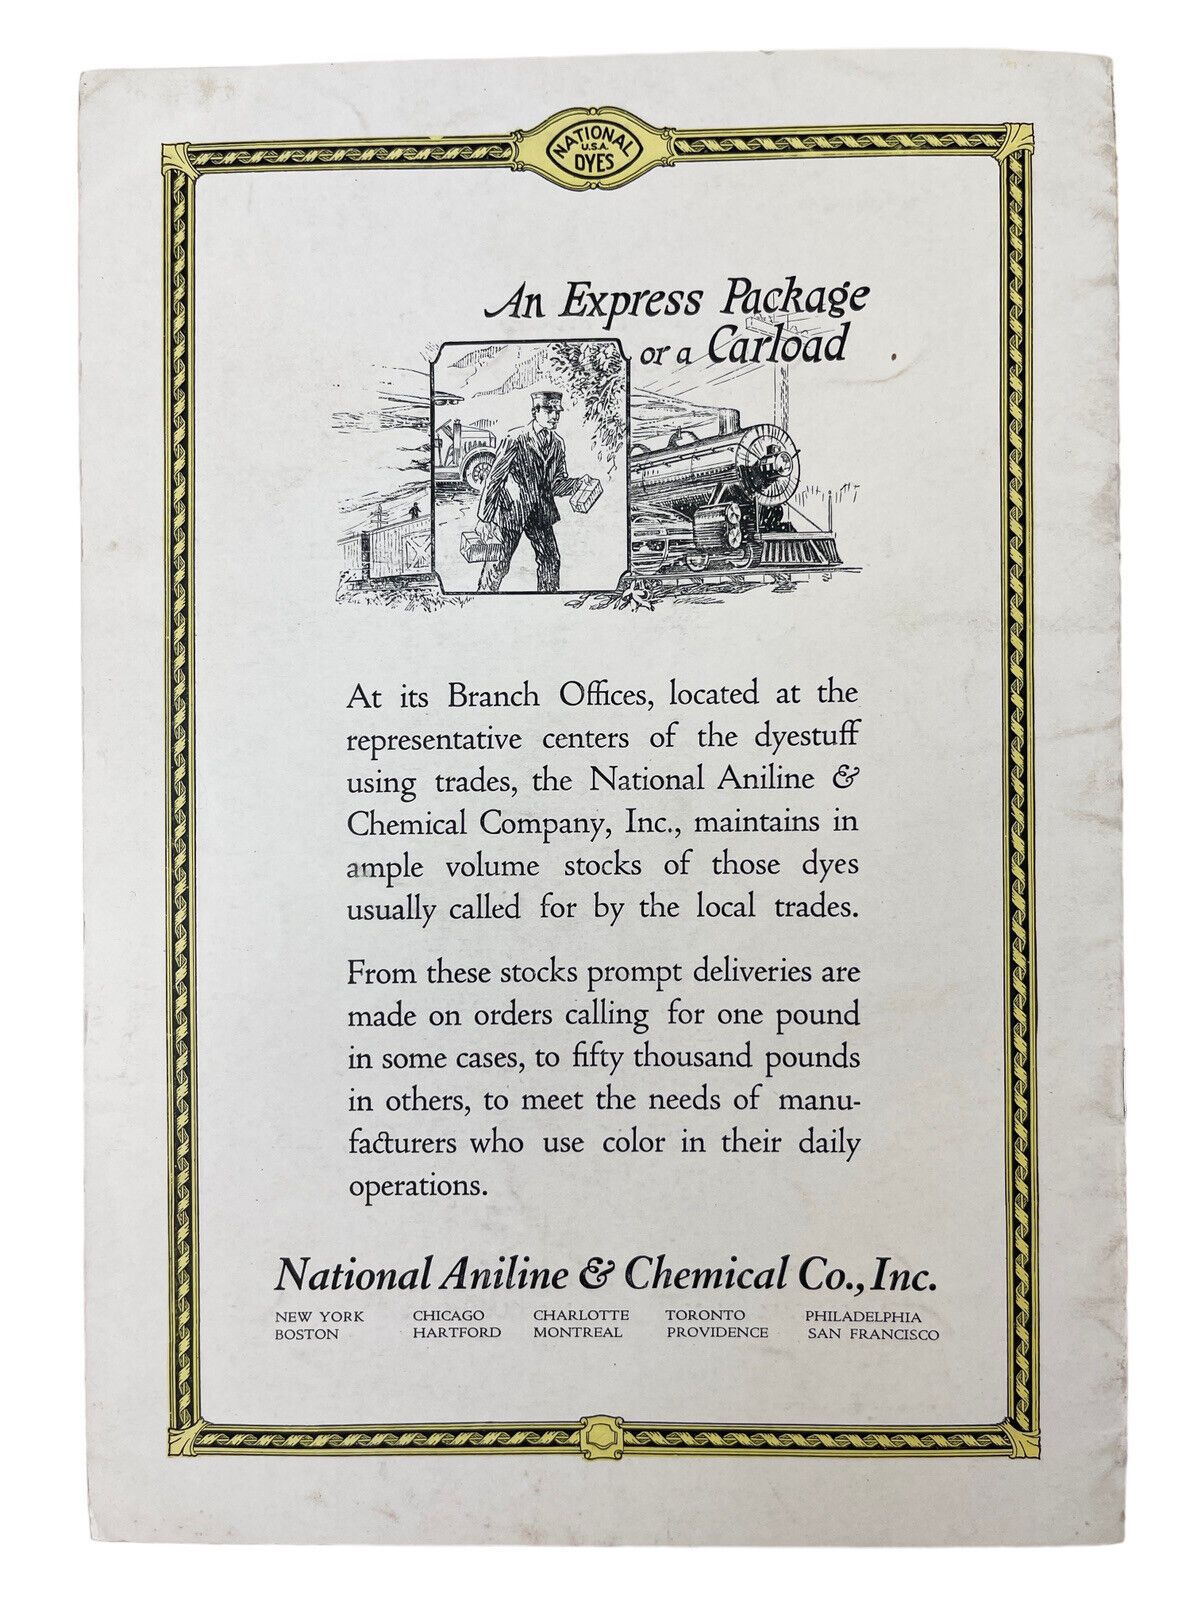 NATIONAL
U.S.A.
DYES
An Express Package
or a Carload
At its Branch Offices, located at the
representative centers of the dyestuff
using trades, the National Aniline &
Chemical Company, Inc., maintains in
ample volume stocks of those dyes
usually called for by the local trades.
From these stocks prompt deliveries are
made on orders calling for one pound
in some cases, to fifty thousand pounds
in others, to meet the needs of manu-
facturers who use color in their daily
operations.
National Aniline & Chemical Co., Inc.
NEW YORK CHICAGO CHARLOTTE TORONTO PHILADELPHIA
BOSTON HARTFORD MONTREAL PROVIDENCE SAN FRANCISCO